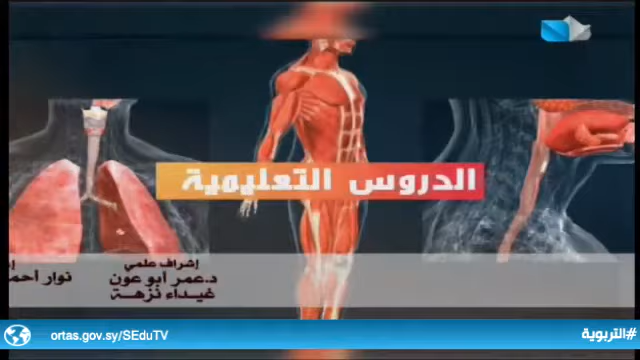 الدروس التعليمية
إشراف علمي
د.عمر أبو عون
غيداء نزهة
نوار أحمد
#التربوية
ortas.gov.sy/SEduTV